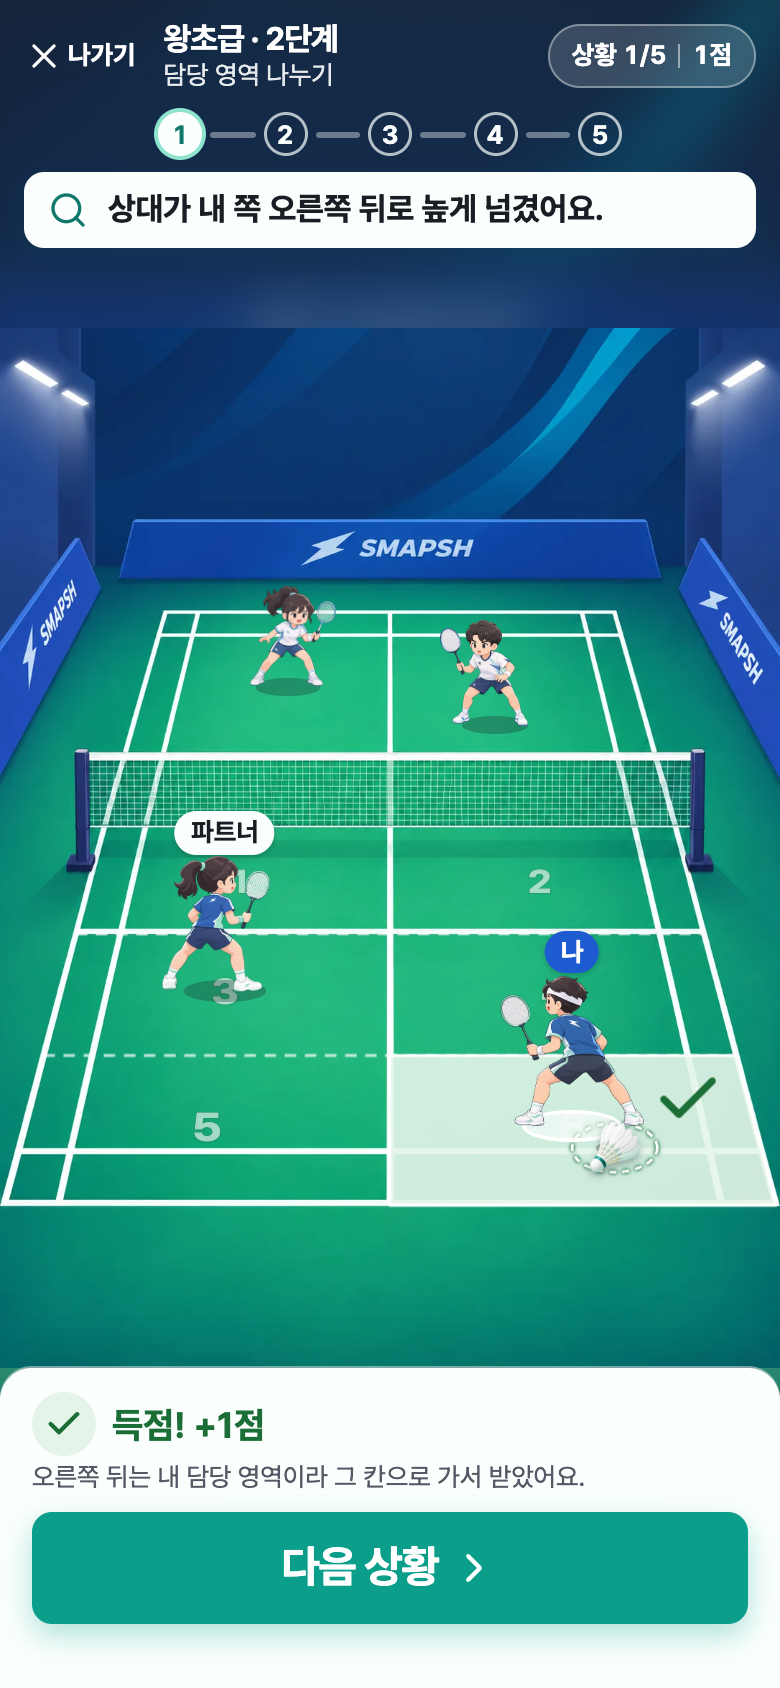 나가기
왕초급 · 2단계
담당 영역 나누기
상황 1/5 | 1점
1 2 3 4 5
상대가 내 쪽 오른쪽 뒤로 높게 넘겼어요.
SMAPSH
SMAPSH
SMAPSH
파트너
1
2
나
3
5
득점! +1점
오른쪽 뒤는 내 담당 영역이라 그 칸으로 가서 받았어요.
다음 상황